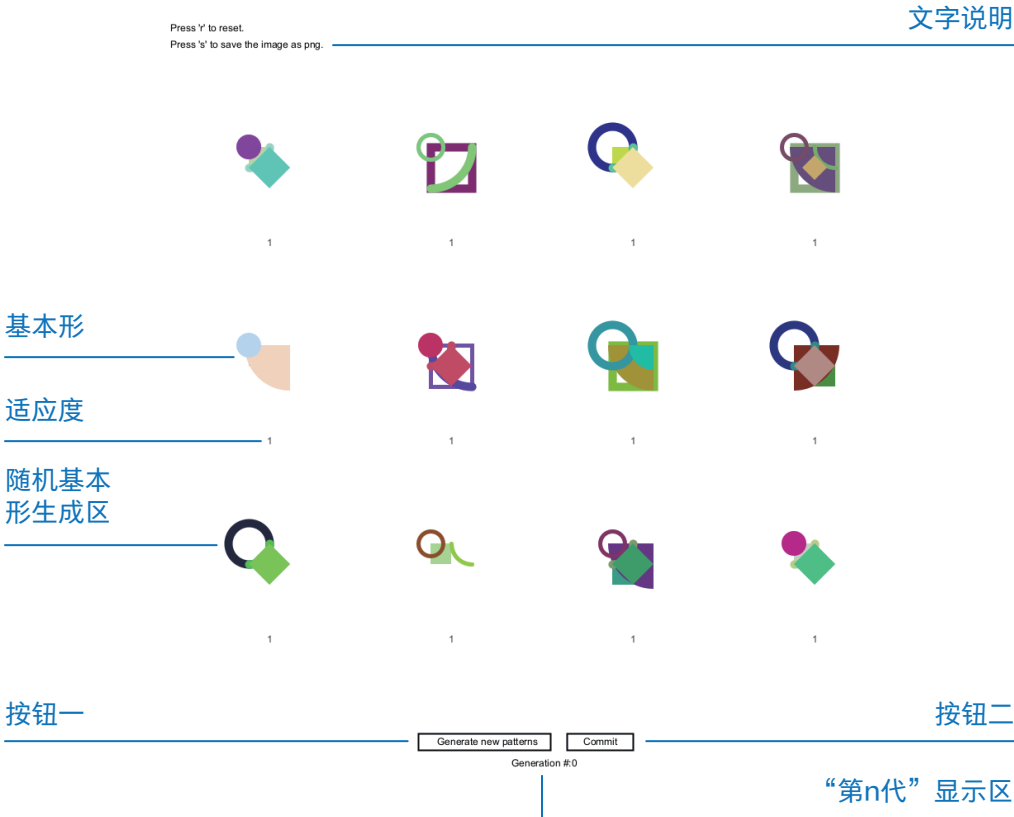 文字说明
Press 'r' to reset.
Press 's' to save the image as png.
1
1
1
1
基本形
适应度
1
1
1
1
随机基本
形生成区
1
1
1
1
按钮一
按钮二
Generate new patterns
Commit
Generation #:0
“第n代”显示区